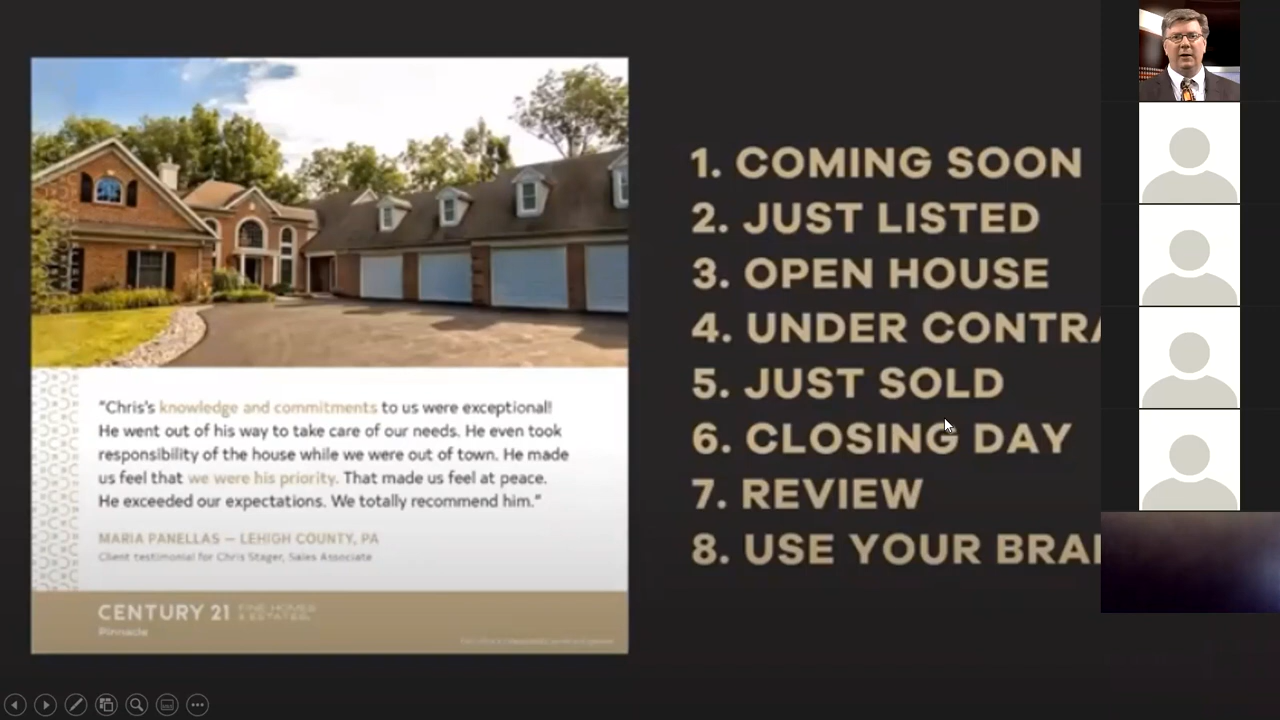 "Chris's knowledge and commitments to us were exceptional!
He went out of his way to take care of our needs. He even took
responsibility of the house while we were out of town. He made
us feel that we were his priority. That made us feel at peace.
He exceeded our expectations. We totally recommend him."
MARIA PANELLAS — LEHIGH COUNTY, PA
Client testimonial for Chris Stager, Sales Associate
CENTURY 21 FINE HOMES
& ESTATES
Pinnacle
1. COMING SOON
2. JUST LISTED
3. OPEN HOUSE
4. UNDER CONTRA
5. JUST SOLD
6. CLOSING DAY
7. REVIEW
8. USE YOUR BRA